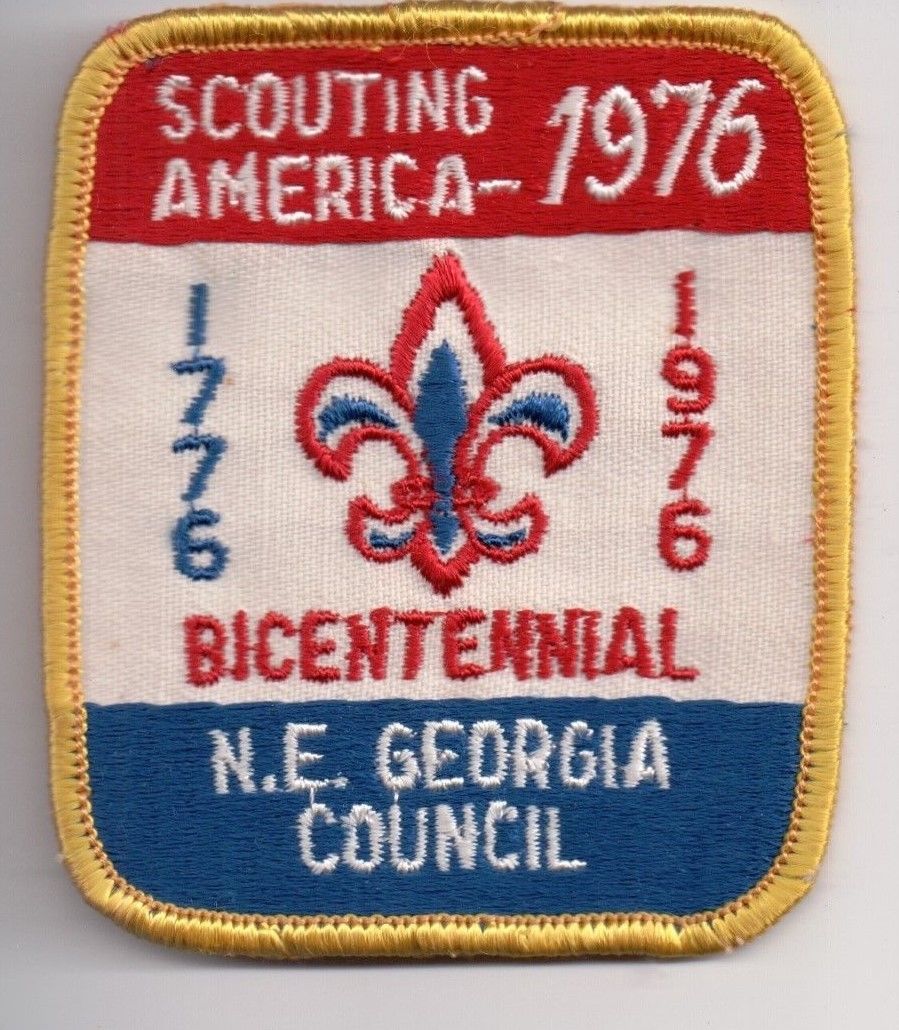 SCOUTING
AMERICA-1976
1776
1976
BICENTENNIAL
N.E. GEORGIA
COUNCIL